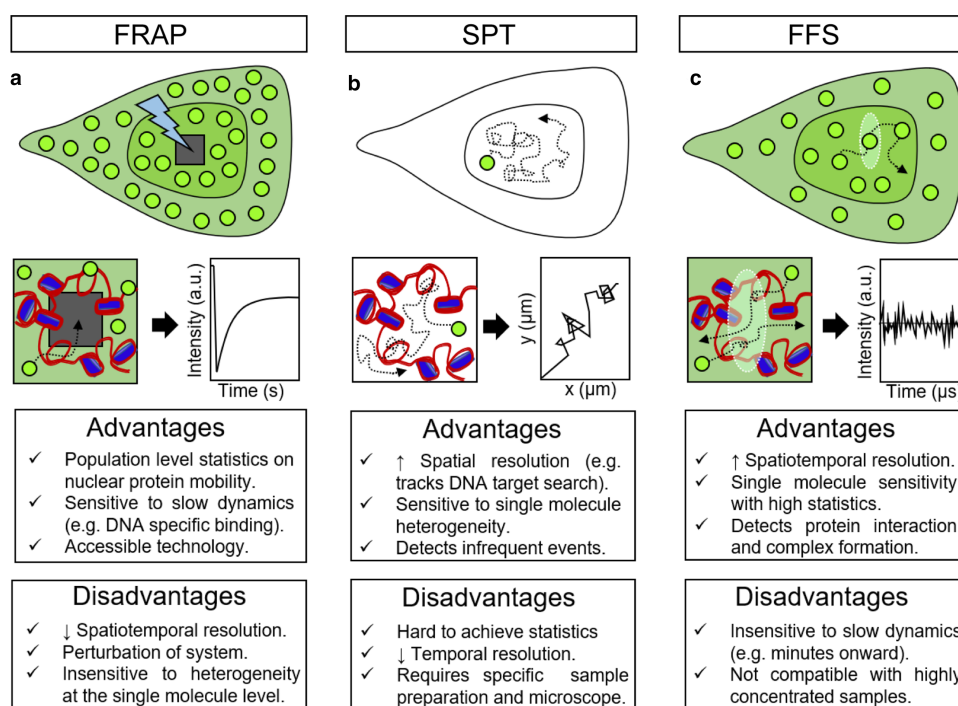 FRAP
SPT
FFS
a
b
c
Intensity (a.u.)
Time (s)
y (μm)
x (μm)
Intensity (a.u.)
Time (μs
Advantages
✓ Population level statistics on
nuclear protein mobility.
✓ Sensitive to slow dynamics
(e.g. DNA specific binding).
✓ Accessible technology.
Advantages
✓ ↑ Spatial resolution (e.g.
tracks DNA target search).
✓ Sensitive to single molecule
heterogeneity.
✓ Detects infrequent events.
Advantages
✓ ↑ Spatiotemporal resolution.
✓ Single molecule sensitivity
with high statistics.
✓ Detects protein interaction
and complex formation.
Disadvantages
✓ ↓ Spatiotemporal resolution.
✓ Perturbation of system.
✓ Insensitive to heterogeneity
at the single molecule level.
Disadvantages
✓ Hard to achieve statistics
✓ ↓ Temporal resolution.
✓ Requires specific sample
preparation and microscope.
Disadvantages
✓ Insensitive to slow dynamics
(e.g. minutes onward).
✓ Not compatible with highly
concentrated samples.